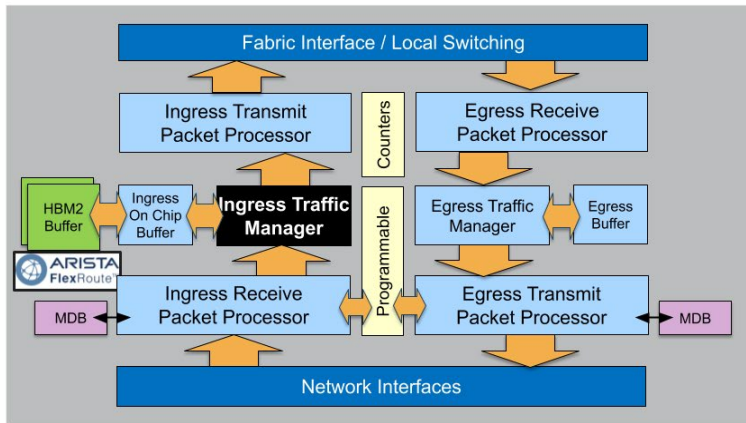 Fabric Interface / Local Switching
Ingress Transmit
Packet Processor
Counters
Egress Receive
Packet Processor
HBM2
Buffer
Ingress
On Chip
Buffer
Ingress Traffic
Manager
Egress Traffic
Manager
Egress
Buffer
ARISTA
FlexRoute™
Programmable
MDB
Ingress Receive
Packet Processor
Egress Transmit
Packet Processor
MDB
Network Interfaces